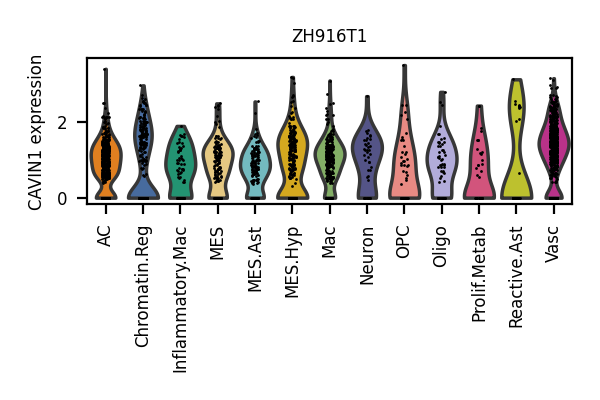 ZH916T1
CAVIN1 expression
2
0
AC
Chromatin.Reg
Inflammatory.Mac
MES
MES.Ast
MES.Hyp
Mac
Neuron
OPC
Oligo
Prolif.Metab
Reactive.Ast
Vasc